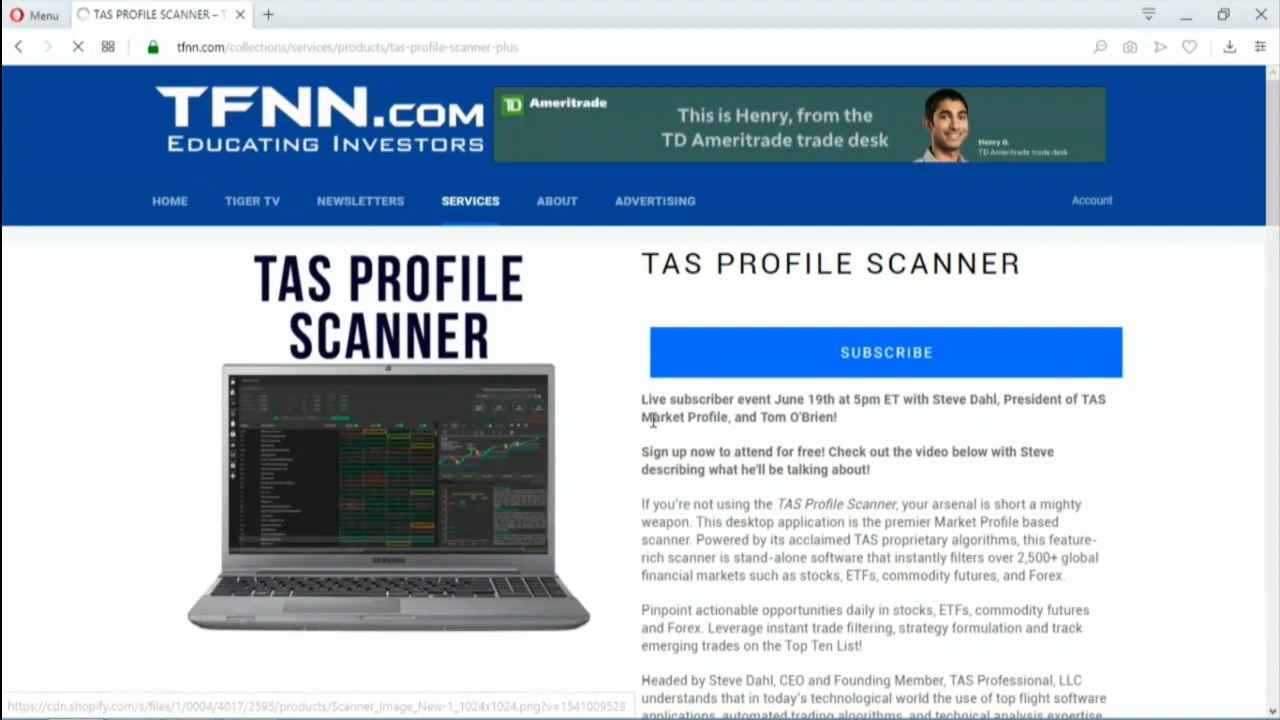 Menu
TAS PROFILE SCANNER – T
tfnn.com/collections/services/products/tas-profile-scanner-plus
TFNN.COM
EDUCATING INVESTORS
TD Ameritrade
This is Henry, from the
TD Ameritrade trade desk
Henry G.
TD Ameritrade trade desk
HOME TIGER TV NEWSLETTERS SERVICES ABOUT ADVERTISING Account
TAS PROFILE
SCANNER
SAMSUNG
TAS PROFILE SCANNER
SUBSCRIBE
Live subscriber event June 19th at 5pm ET with Steve Dahl, President of TAS
Market Profile, and Tom O'Brien!
Sign up now to attend for free! Check out the video below with Steve
describing what he'll be talking about!
If you're not using the TAS Profile Scanner, your arsenal is short a mighty
weapon. This desktop application is the premier Market Profile based
scanner. Powered by its acclaimed TAS proprietary algorithms, this feature-
rich scanner is stand-alone software that instantly filters over 2,500+ global
financial markets such as stocks, ETFs, commodity futures, and Forex.
Pinpoint actionable opportunities daily in stocks, ETFs, commodity futures
and Forex. Leverage instant trade filtering, strategy formulation and track
emerging trades on the Top Ten List!
Headed by Steve Dahl, CEO and Founding Member, TAS Professional, LLC
understands that in today's technological world the use of top flight software
applications, automated trading algorithms, and technical analysis expertise
https://cdn.shopify.com/s/files/1/0004/4017/2595/products/Scanner_Image_New-1_1024x1024.png?v=1541009528